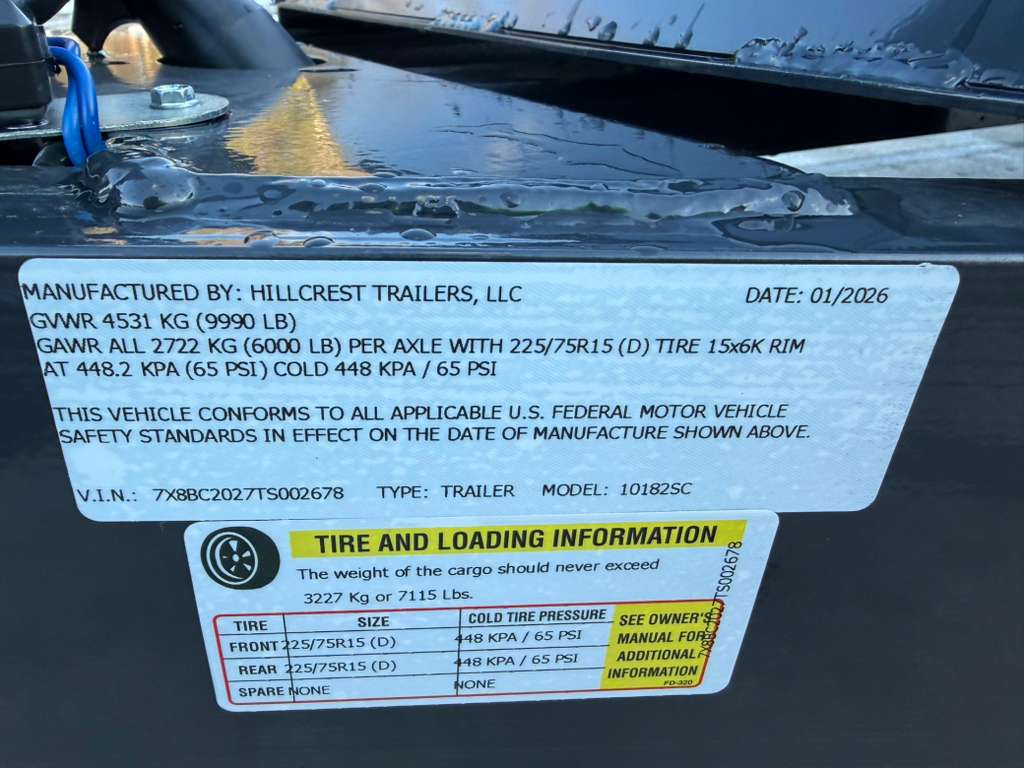 MANUFACTURED BY: HILLCREST TRAILERS, LLC DATE: 01/2026
GVWR 4531 KG (9990 LB)
GAWR ALL 2722 KG (6000 LB) PER AXLE WITH 225/75R15 (D) TIRE 15x6K RIM
AT 448.2 KPA (65 PSI) COLD 448 KPA / 65 PSI
THIS VEHICLE CONFORMS TO ALL APPLICABLE U.S. FEDERAL MOTOR VEHICLE
SAFETY STANDARDS IN EFFECT ON THE DATE OF MANUFACTURE SHOWN ABOVE.
V.I.N.: 7X8BC2027TS002678 TYPE: TRAILER MODEL: 10182SC
TIRE AND LOADING INFORMATION
The weight of the cargo should never exceed
3227 Kg or 7115 Lbs.
TIRE SIZE COLD TIRE PRESSURE
FRONT 225/75R15 (D) 448 KPA / 65 PSI
REAR 225/75R15 (D) 448 KPA / 65 PSI
SPARE NONE NONE
SEE OWNER'S
MANUAL FOR
ADDITIONAL
INFORMATION
FD-320
7X8BC2027TS002678